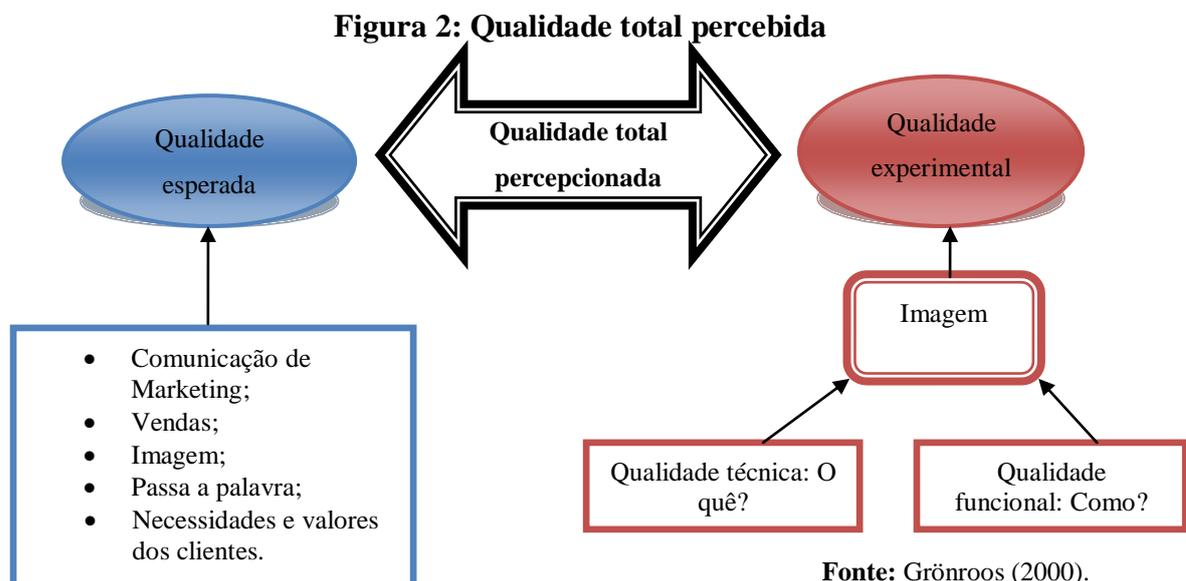 Figura 2: Qualidade total percebida
Qualidade
esperada
Qualidade total
percepcionada
Qualidade
experimental
Imagem
• Comunicação de
Marketing;
• Vendas;
• Imagem;
• Passa a palavra;
• Necessidades e valores
dos clientes.
Qualidade técnica: O
quê?
Qualidade
funcional: Como?
Fonte: Grönroos (2000).